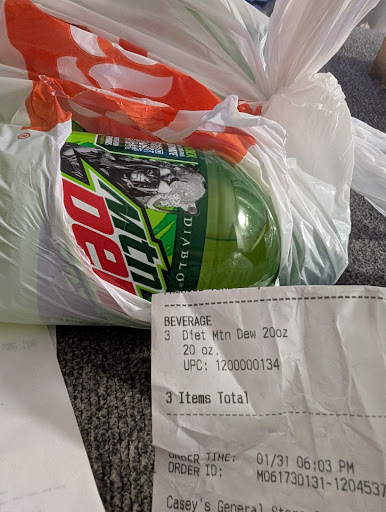 mtn
DEW
DIABLO
BEVERAGE
3 Diet Mtn Dew 20oz
20 oz.
UPC: 1200000134
3 Items Total
ORDER TIME: 01/31 06:03 PM
ORDER ID: M061730131-1204537
Casey's General